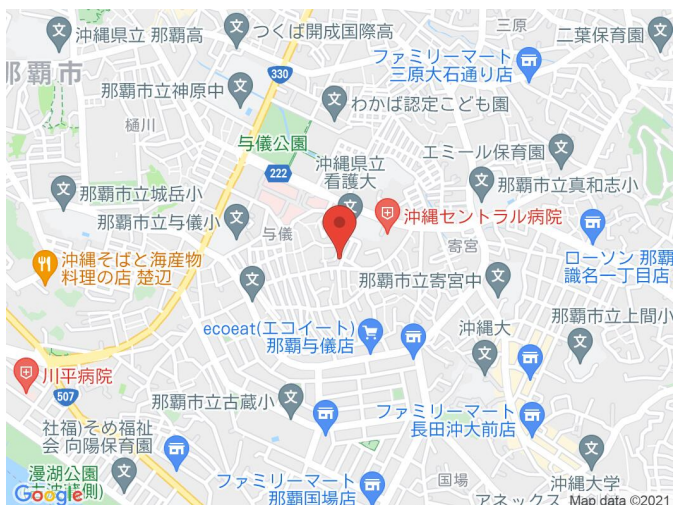 沖縄県立 那覇高
つくば開成国際高
三原
二葉保育園
ファミリーマート
三原大石通り店
那覇市
330
那覇市立神原中
わかば認定こども園
樋川
与儀公園
エミール保育園
222
沖縄県立
看護大
那覇市立真和志小
那覇市立城岳小
那覇市立与儀小
沖縄セントラル病院
与儀
寄宮
ローソン 那覇
識名一丁目店
沖縄そばと海産物
料理の店 楚辺
那覇市立寄宮中
那覇市立上間小
ecoeat(エコイート)
那覇与儀店
沖縄大
川平病院
507
那覇市立古蔵小
ファミリーマート
長田沖大前店
社福)そめ福祉
会 向陽保育園
漫湖公園
ファミリーマート
那覇国場店
国場
沖縄大学
アネックス
Google
Map data ©2021